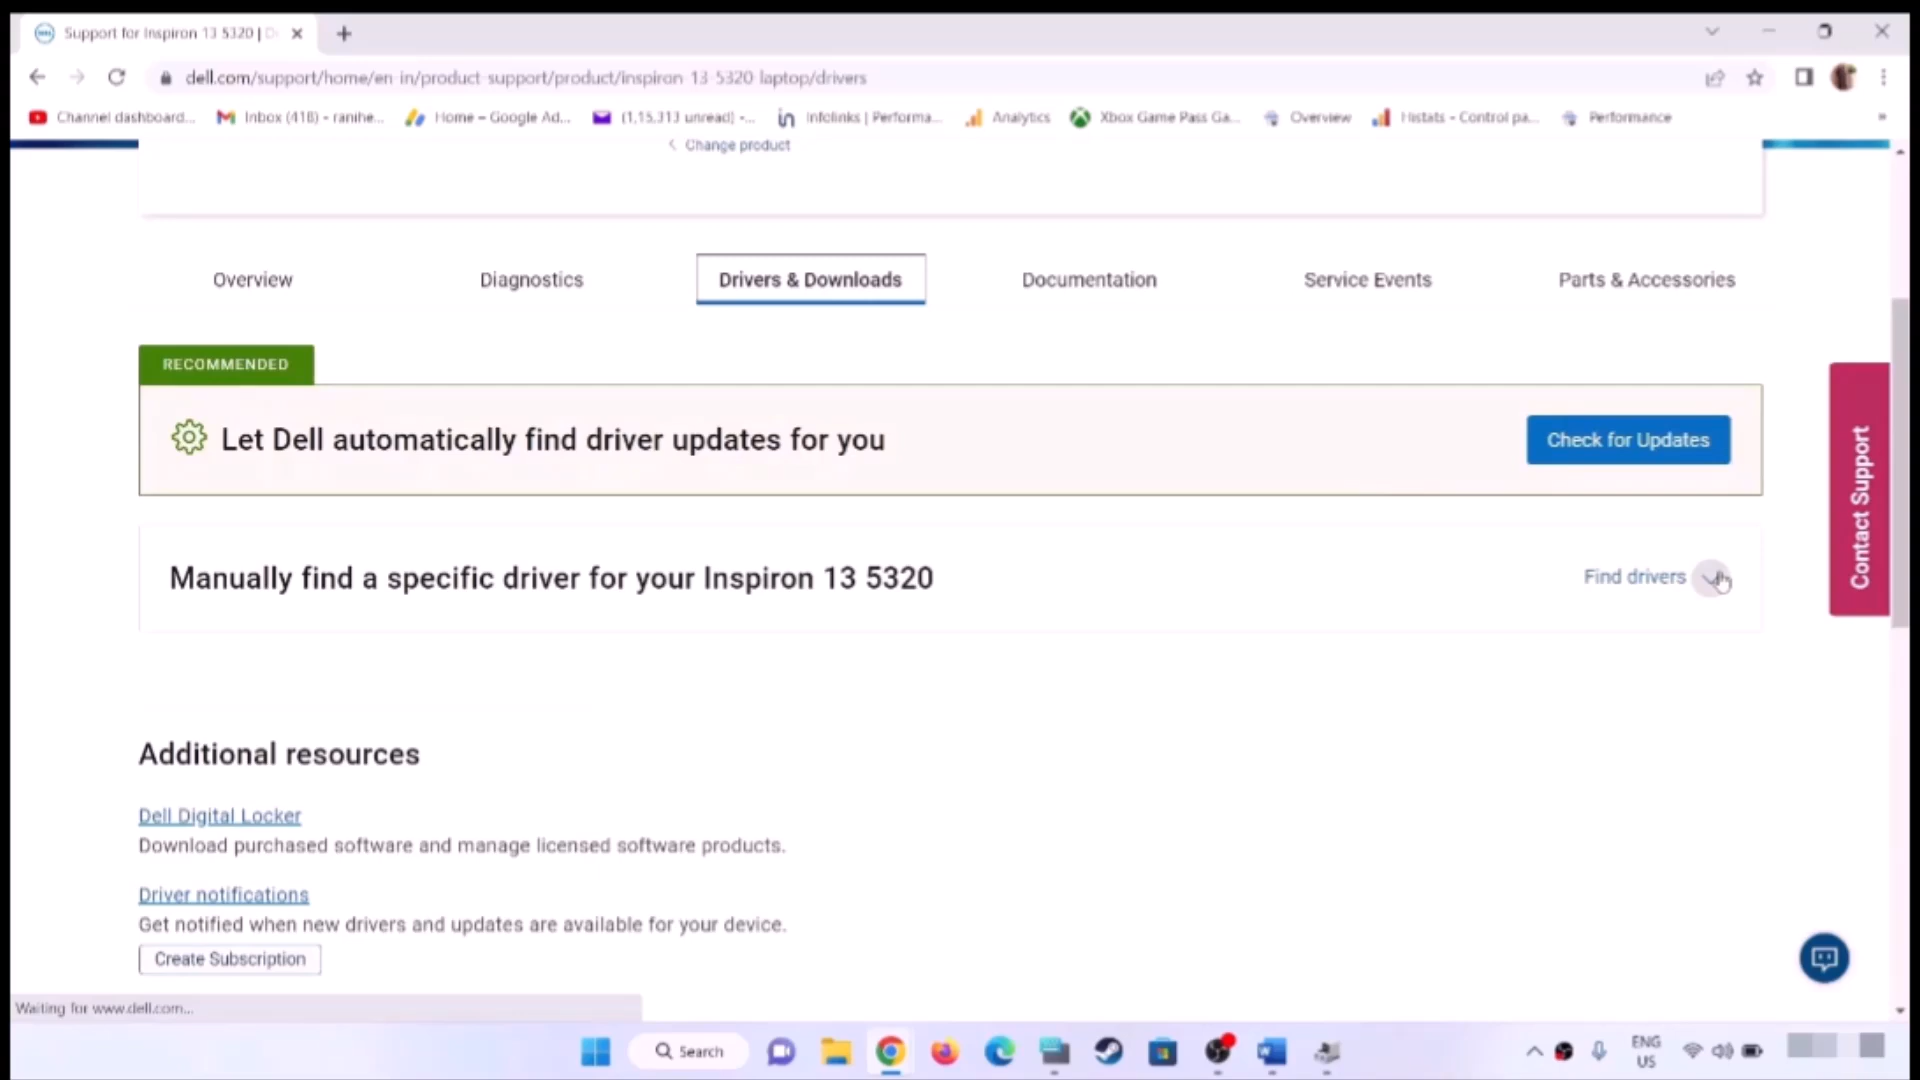 Support for Inspiron 13 5320 | D
dell.com/support/home/en-in/product-support/product/inspiron-13-5320-laptop/drivers
Channel dashboard... Inbox (418) - ranihe... Home – Google Ad... (1,15,313 unread) -... Infolinks | Performa... Analytics Xbox Game Pass Ga... Overview Histats - Control pa... Performance »
Change product
Overview Diagnostics Drivers & Downloads Documentation Service Events Parts & Accessories
RECOMMENDED
Let Dell automatically find driver updates for you
Check for Updates
Contact Support
Manually find a specific driver for your Inspiron 13 5320
Find drivers
Additional resources
Dell Digital Locker
Download purchased software and manage licensed software products.
Driver notifications
Get notified when new drivers and updates are available for your device.
Create Subscription
Waiting for www.dell.com...
Search
ENG
US